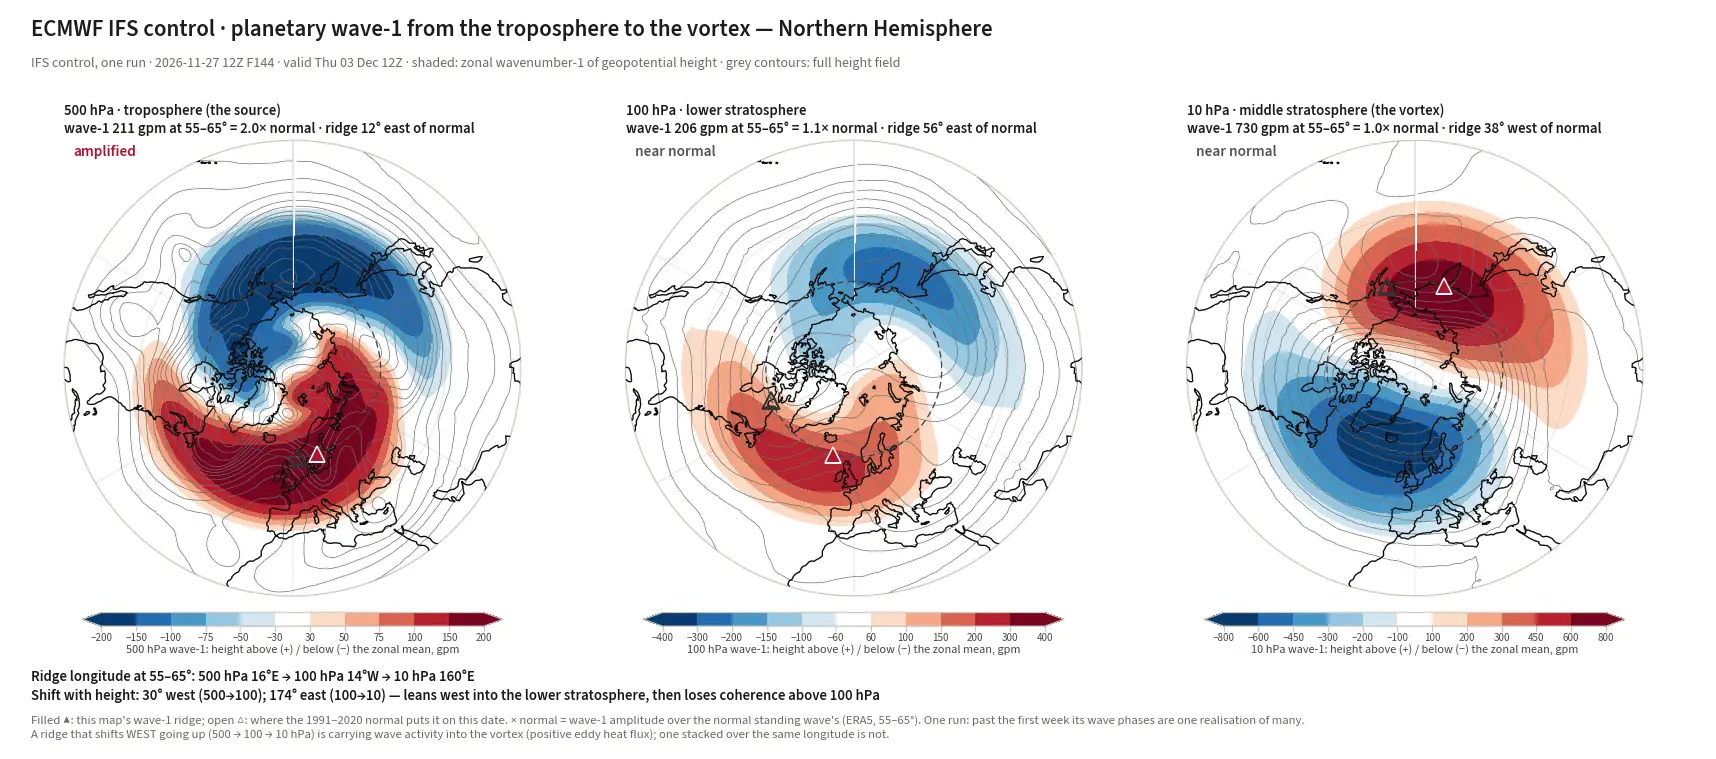 ECMWF IFS control · planetary wave-1 from the troposphere to the vortex — Northern Hemisphere
IFS control, one run · 2026-11-27 12Z F144 · valid Thu 03 Dec 12Z · shaded: zonal wavenumber-1 of geopotential height · grey contours: full height field
500 hPa · troposphere (the source)
wave-1 211 gpm at 55–65° = 2.0× normal · ridge 12° east of normal
amplified
100 hPa · lower stratosphere
wave-1 206 gpm at 55–65° = 1.1× normal · ridge 56° east of normal
near normal
10 hPa · middle stratosphere (the vortex)
wave-1 730 gpm at 55–65° = 1.0× normal · ridge 38° west of normal
near normal
−200 −150 −100 −75 −50 −30 30 50 75 100 150 200
500 hPa wave-1: height above (+) / below (−) the zonal mean, gpm
−400 −300 −200 −150 −100 −60 60 100 150 200 300 400
100 hPa wave-1: height above (+) / below (−) the zonal mean, gpm
−800 −600 −450 −300 −200 −100 100 200 300 450 600 800
10 hPa wave-1: height above (+) / below (−) the zonal mean, gpm
Ridge longitude at 55–65°: 500 hPa 16°E → 100 hPa 14°W → 10 hPa 160°E
Shift with height: 30° west (500→100); 174° east (100→10) — leans west into the lower stratosphere, then loses coherence above 100 hPa
Filled ▲: this map's wave-1 ridge; open △: where the 1991–2020 normal puts it on this date. × normal = wave-1 amplitude over the normal standing wave's (ERA5, 55–65°). One run: past the first week its wave phases are one realisation of many.
A ridge that shifts WEST going up (500 → 100 → 10 hPa) is carrying wave activity into the vortex (positive eddy heat flux); one stacked over the same longitude is not.